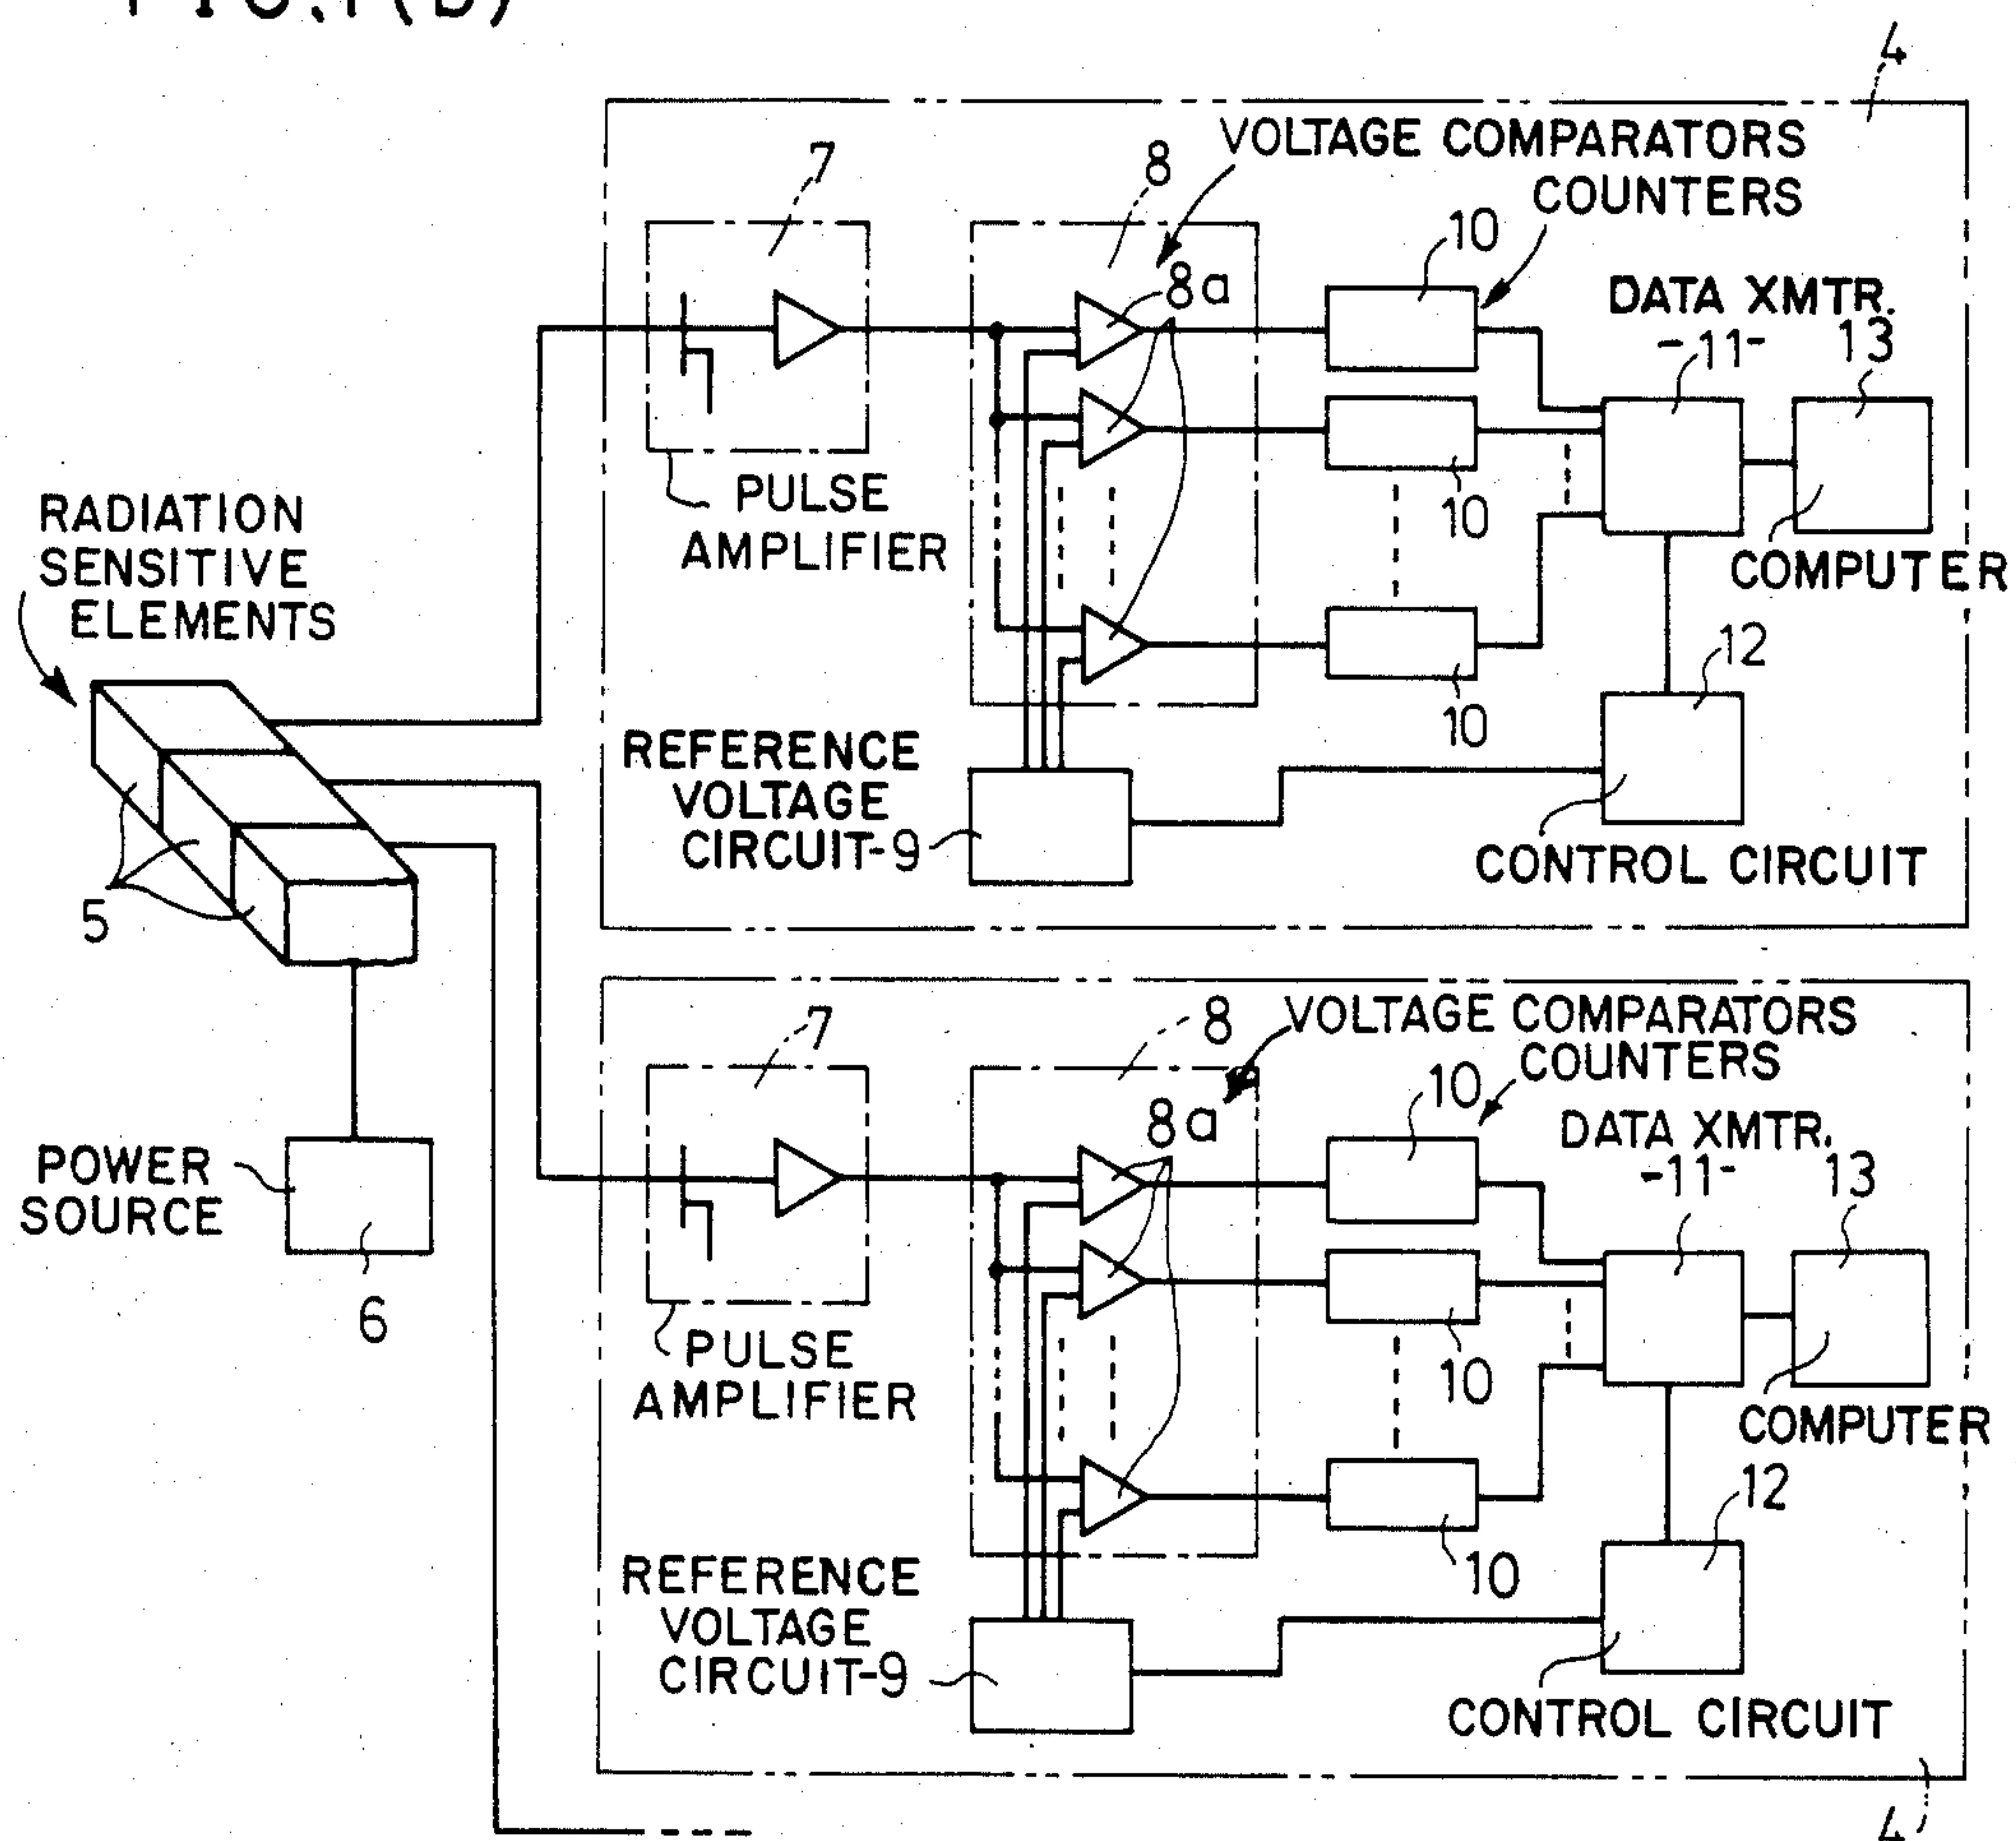 FIG.1(b)
4
VOLTAGE COMPARATORS
COUNTERS
7
8
8a
10
DATA XMTR.
-11-
13
PULSE
AMPLIFIER
10
COMPUTER
RADIATION
SENSITIVE
ELEMENTS
12
10
REFERENCE
VOLTAGE
CIRCUIT-9
CONTROL CIRCUIT
5
7
8
VOLTAGE COMPARATORS
COUNTERS
8a
10
DATA XMTR.
-11-
13
POWER
SOURCE
6
PULSE
AMPLIFIER
10
COMPUTER
12
10
REFERENCE
VOLTAGE
CIRCUIT-9
CONTROL CIRCUIT
4